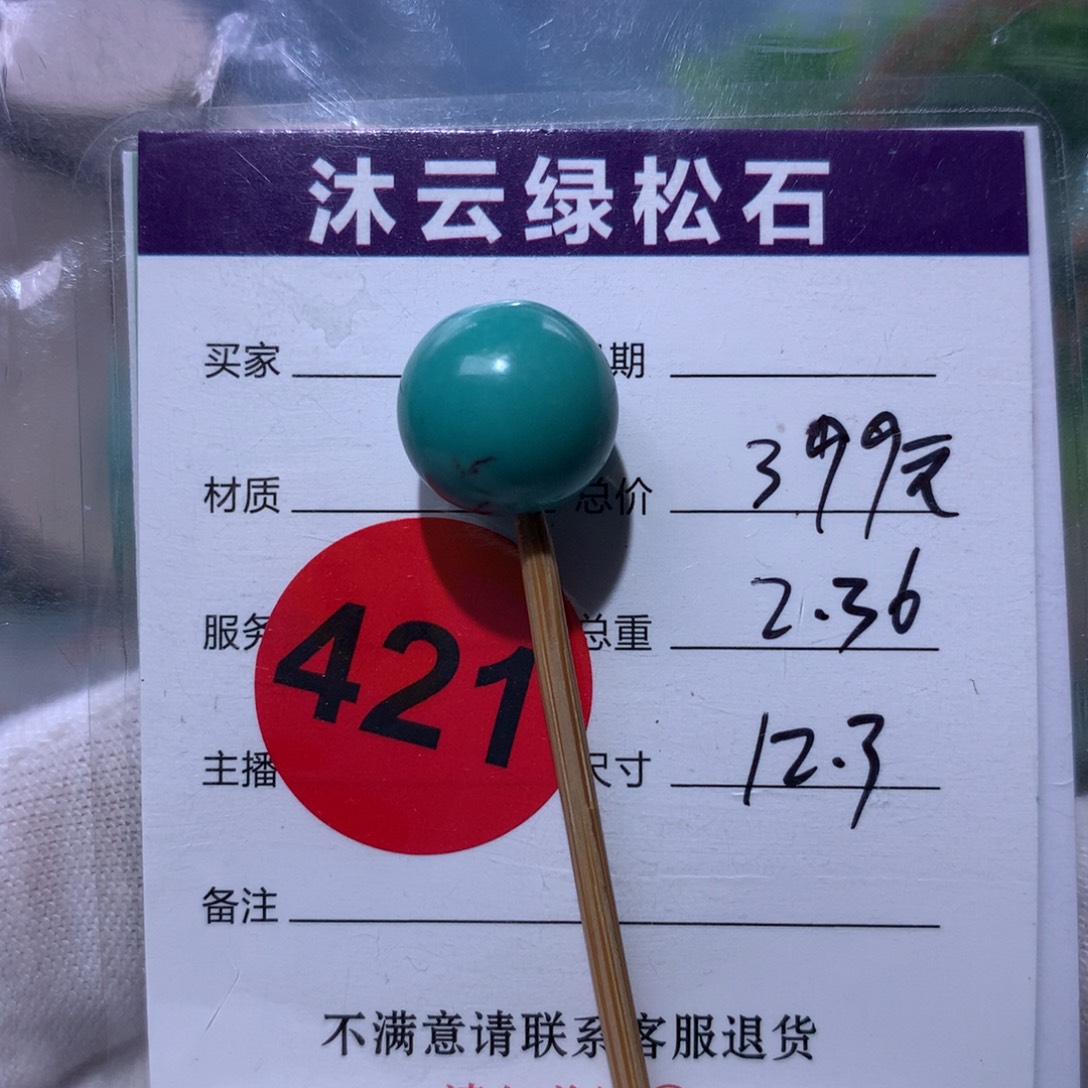 沐云绿松石
买家 期
材质 总价 399元
服务 总重 2.36
421
主播 尺寸 12.3
备注
不满意请联系客服退货